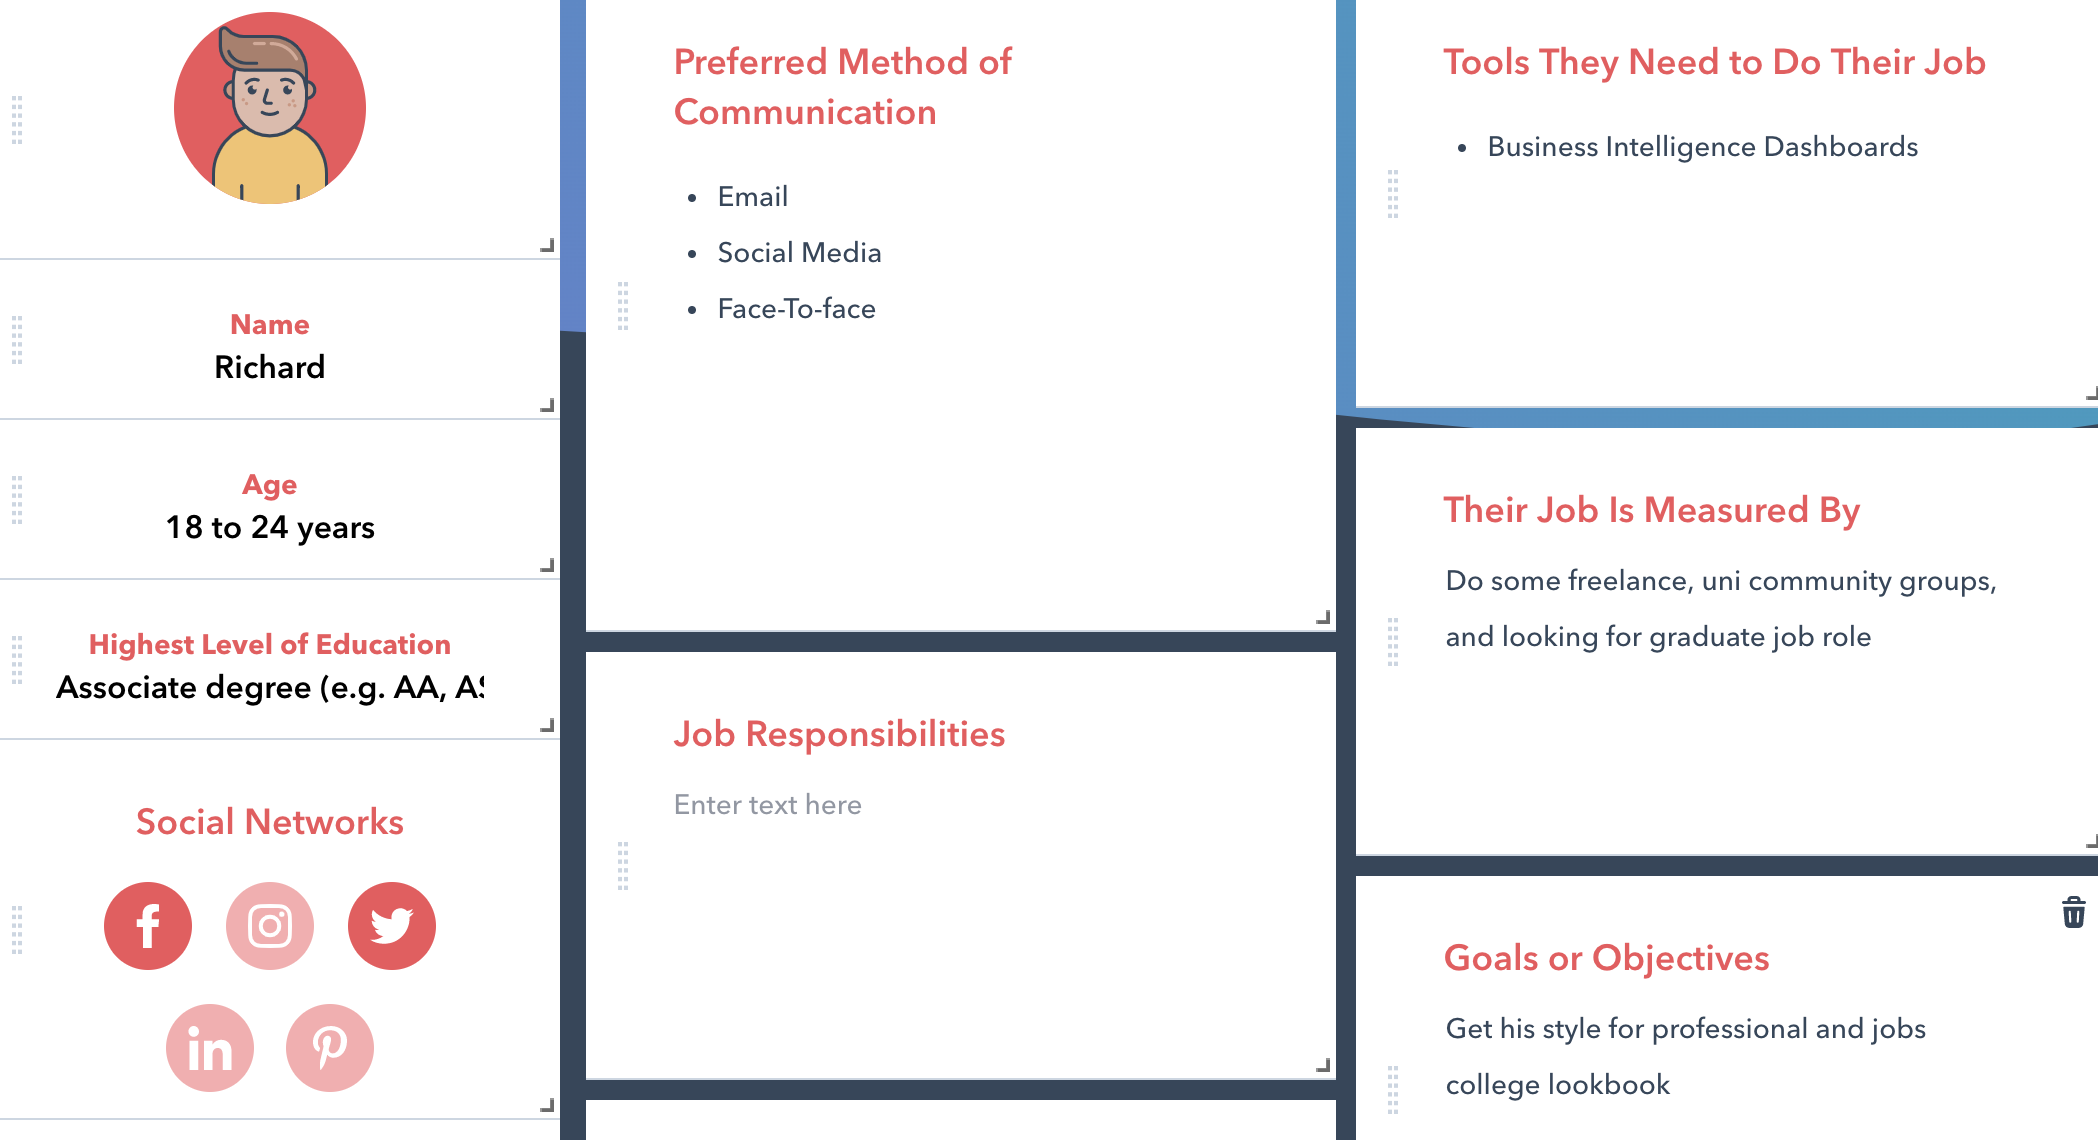 Name
Richard
Age
18 to 24 years
Highest Level of Education
Associate degree (e.g. AA,
Social Networks
Preferred Method of
Communication
Email
Social Media
Face-To-face
Job Responsibilities
Enter text here
Tools They Need to Do Their Job
Business Intelligence Dashboards
Their Job Is Measured By
Do some freelance, uni community groups,
and looking for graduate job role
Goals or Objectives
Get his style for professional and jobs
college lookbook